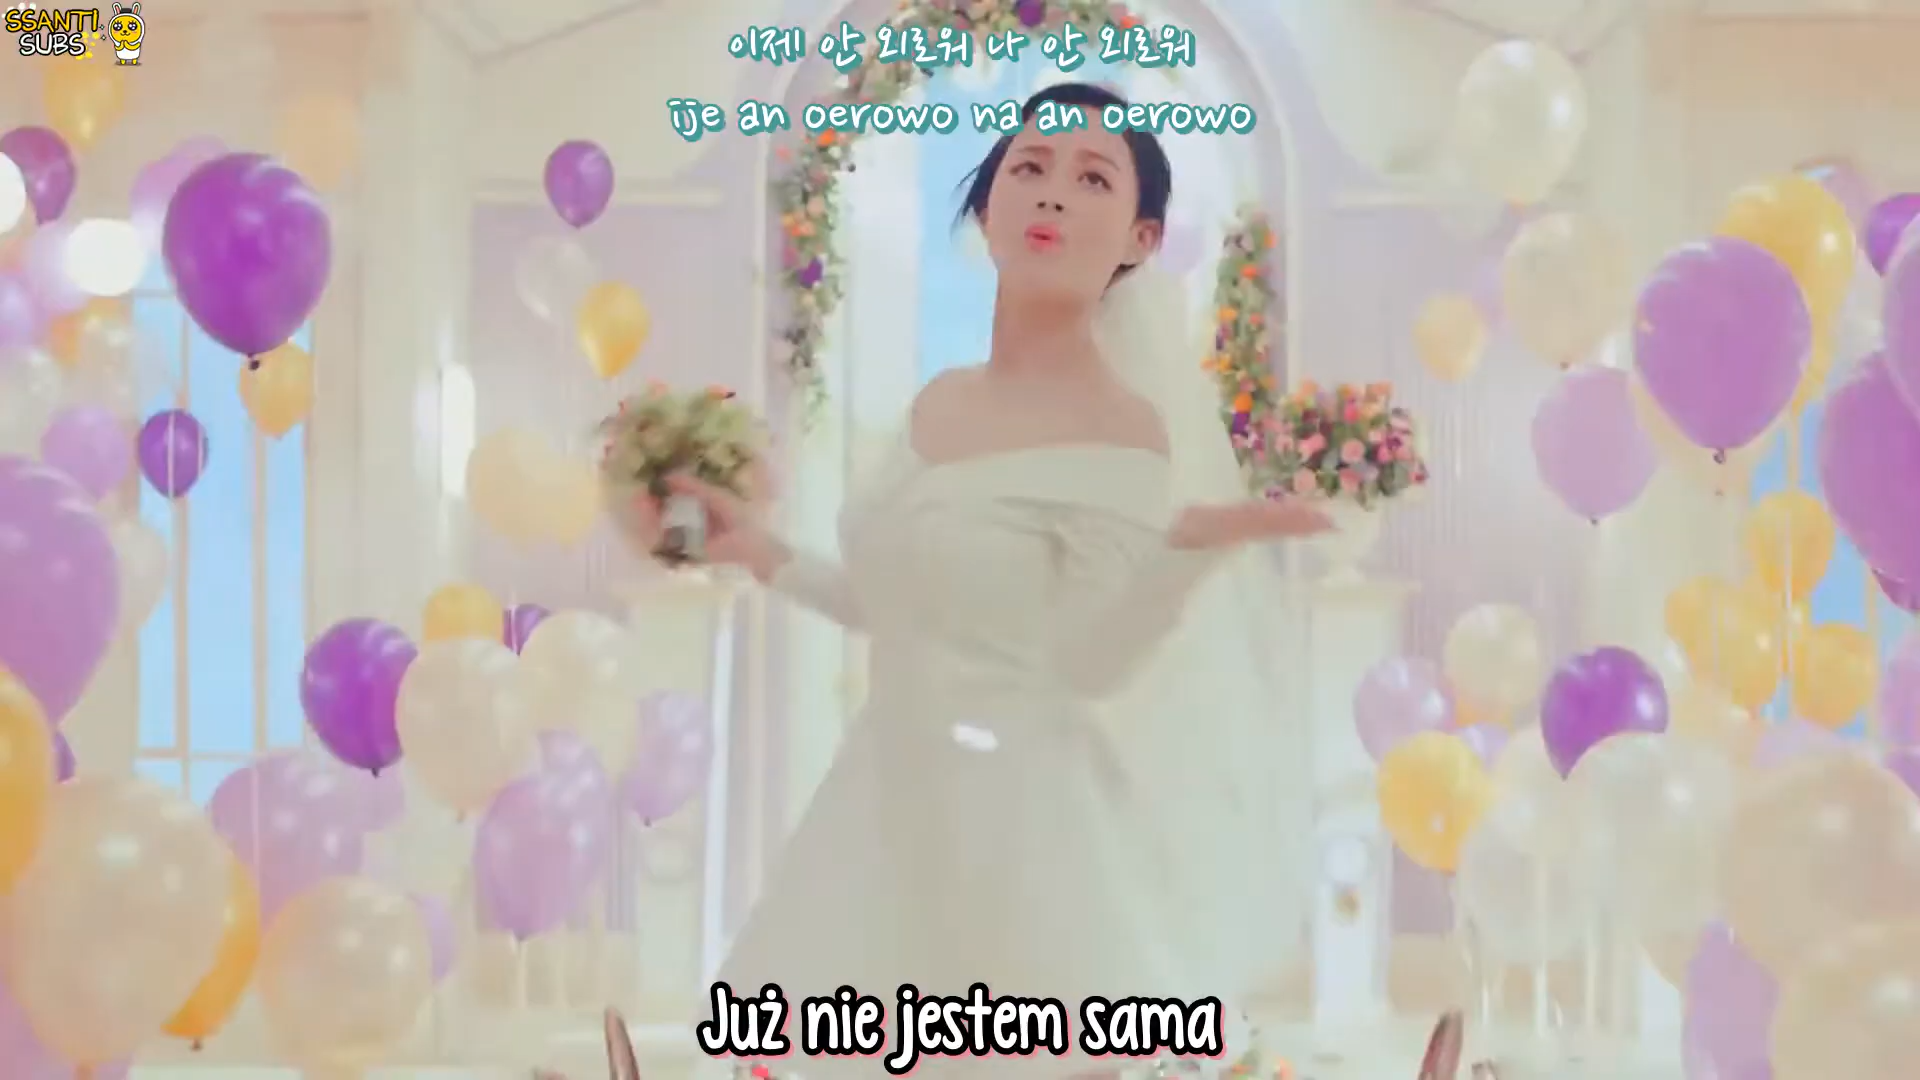 SSANTI
SUBS
이제 안 외로워 나 안 외로워
ije an oerowo na an oerowo
Już nie jestem sama